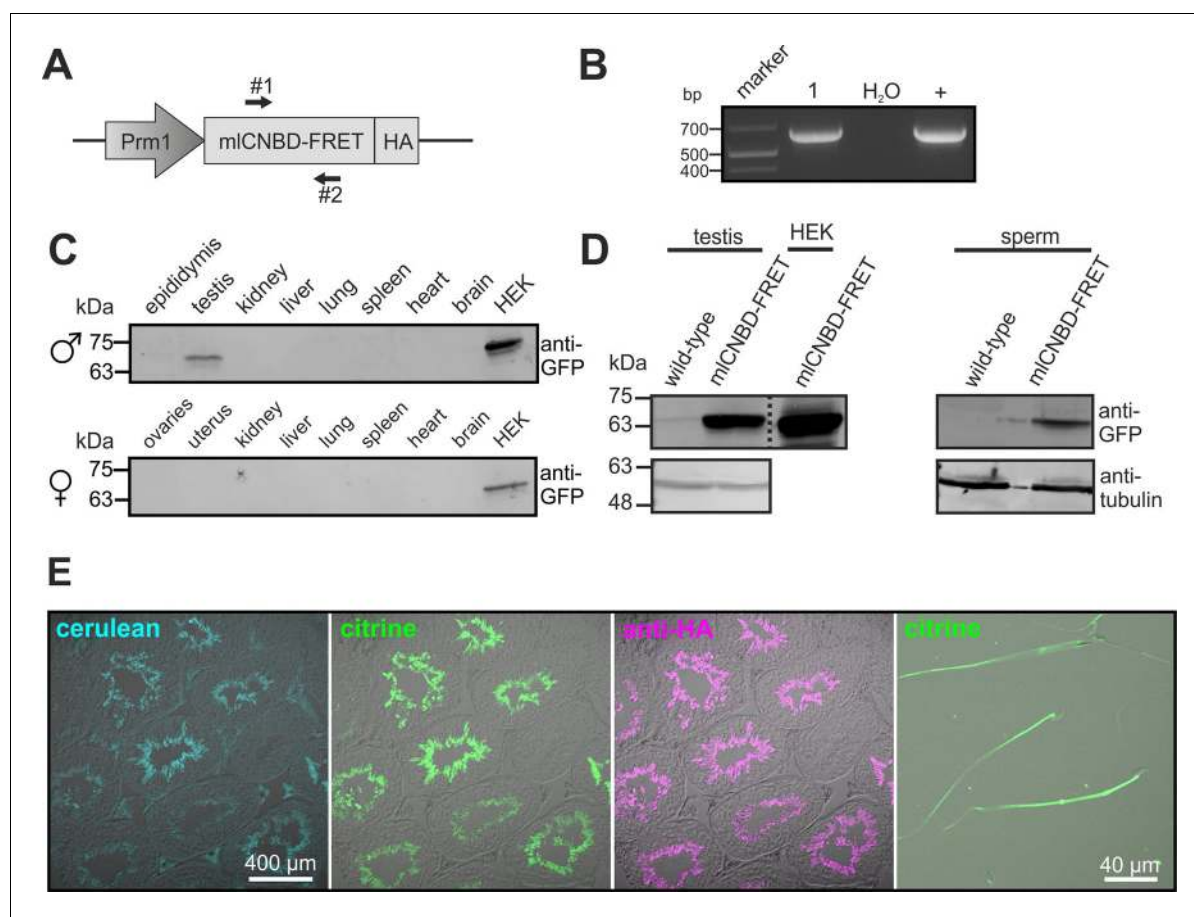 A
#1
Prm1
mlCNBD-FRET
HA
#2
B
bp
marker
1
H₂O
+
700
500
400
C
kDa
epididymis
testis
kidney
liver
lung
spleen
heart
brain
HEK
♂
75
63
anti-
GFP
kDa
ovaries
uterus
kidney
liver
lung
spleen
heart
brain
HEK
♀
75
63
anti-
GFP
D
testis
HEK
sperm
kDa
wild-type
mlCNBD-FRET
mlCNBD-FRET
wild-type
mlCNBD-FRET
75
63
anti-
GFP
63
48
anti-
tubulin
E
cerulean
citrine
anti-HA
citrine
400 µm
40 µm